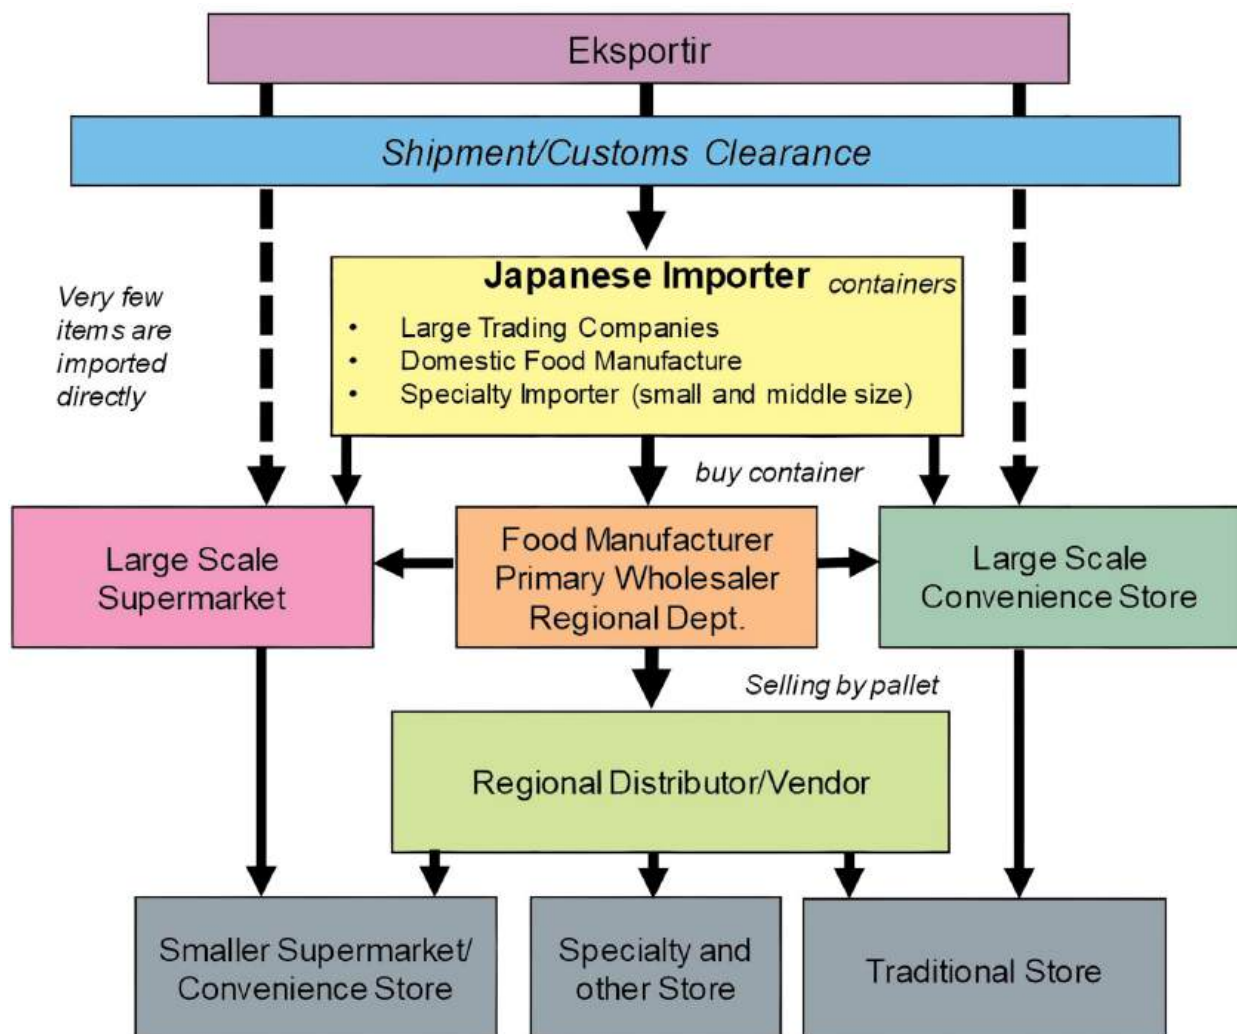 Eksportir
Shipment/Customs Clearance
Very few
items are
imported
directly
Japanese Importer containers
• Large Trading Companies
• Domestic Food Manufacture
• Specialty Importer (small and middle size)
buy container
Large Scale
Supermarket
Food Manufacturer
Primary Wholesaler
Regional Dept.
Large Scale
Convenience Store
Selling by pallet
Regional Distributor/Vendor
Smaller Supermarket/
Convenience Store
Specialty and
other Store
Traditional Store